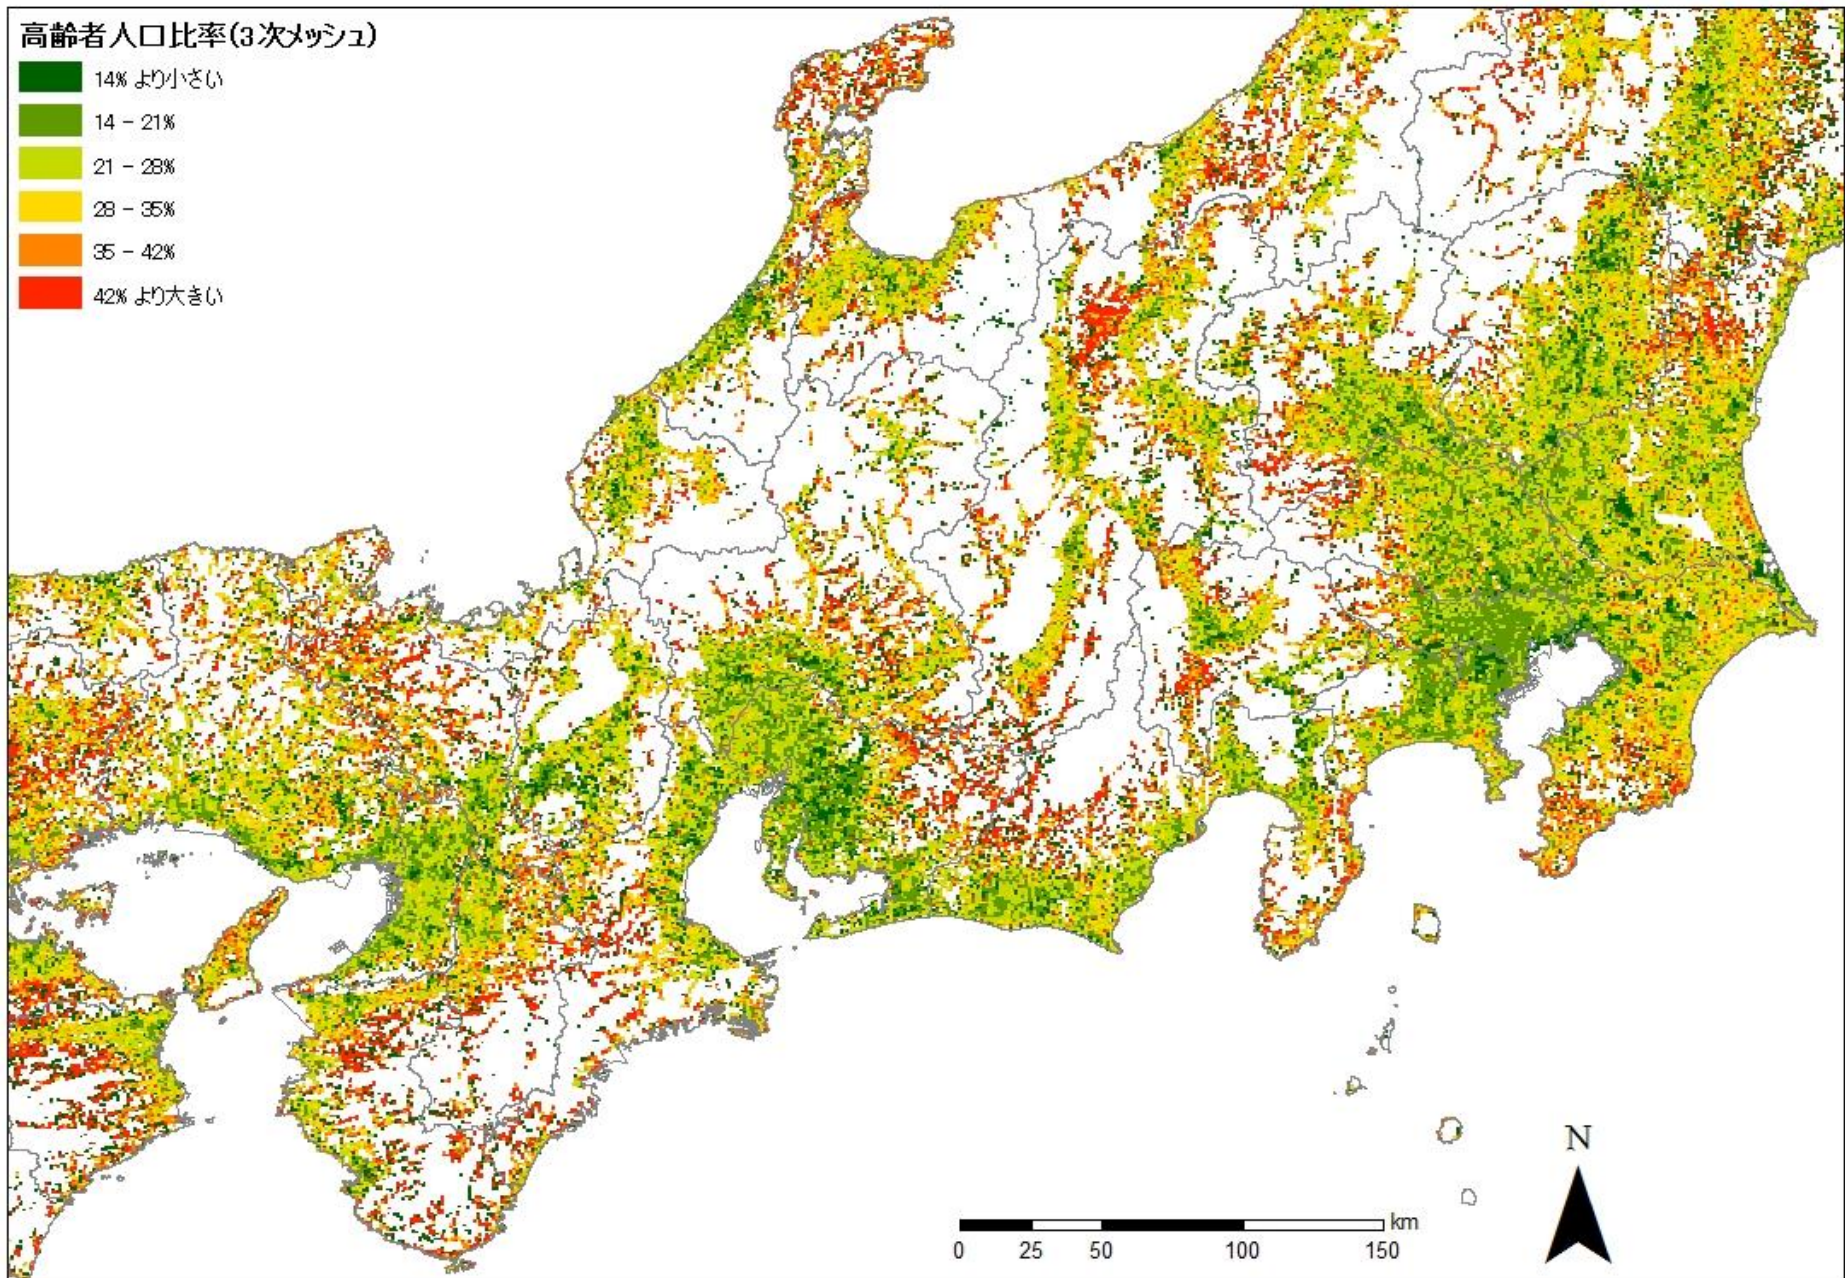 高齢者人口比率(3次メッシュ)
14% より小さい
14 - 21%
21 - 28%
28 - 35%
35 - 42%
42% より大きい
N
km
0 25 50 100 150